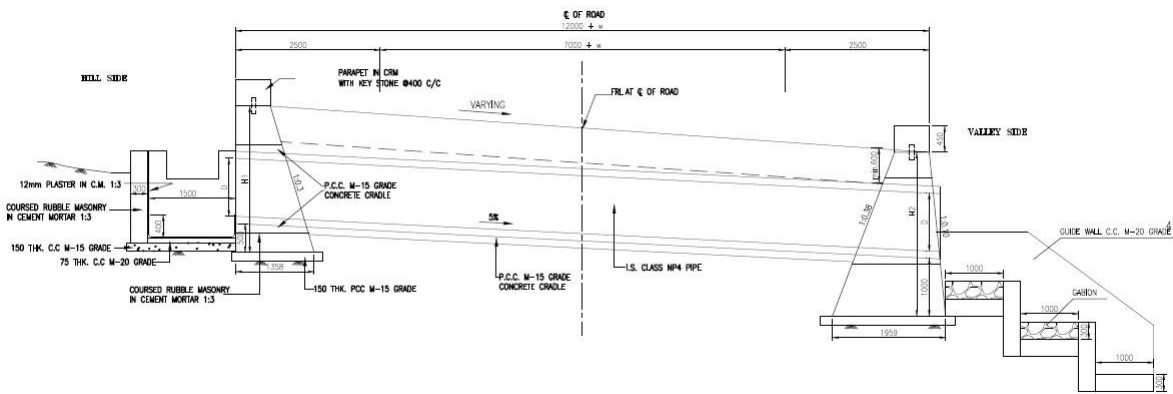 ℄ OF ROAD
12000 + w
2500
7000 + w
2500
HILL SIDE
PARAPET IN CRM
WITH KEY STONE @400 C/C
VARYING
FRL AT ℄ OF ROAD
VALLEY SIDE
450
MIN 600
12mm PLASTER IN C.M. 1:3
300
1500
D
H1
1:0.3
P.C.C. M-15 GRADE
CONCRETE CRADLE
COURSED RUBBLE MASONRY
IN CEMENT MORTAR 1:3
400
500
5%
1:0.38
H2
D
GUIDE WALL C.C. M-20 GRADE
150 THK. C.C M-15 GRADE
75 THK. C.C M-20 GRADE
1358
I.S. CLASS NP4 PIPE
P.C.C. M-15 GRADE
CONCRETE CRADLE
COURSED RUBBLE MASONRY
IN CEMENT MORTAR 1:3
150 THK. PCC M-15 GRADE
1000
1000
GABION
1000
500
1959
1000